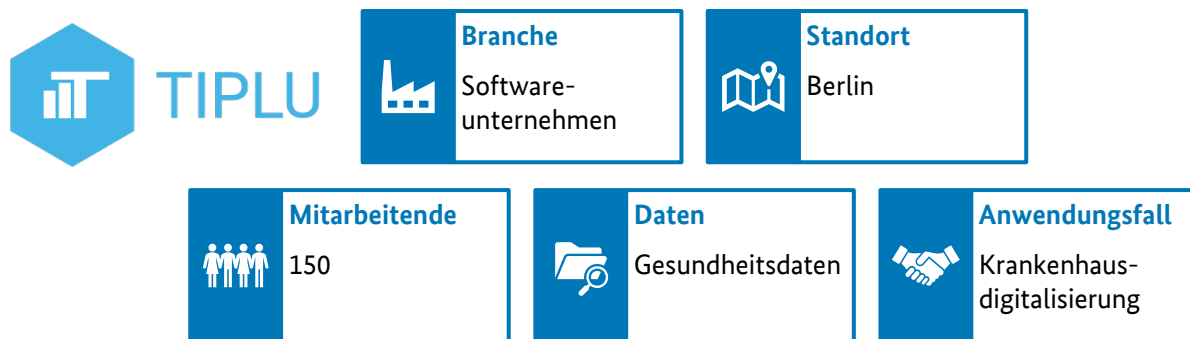 TIPLU
Branche
Software-
unternehmen
Standort
Berlin
Mitarbeitende
150
Daten
Gesundheitsdaten
Anwendungsfall
Krankenhaus-
digitalisierung